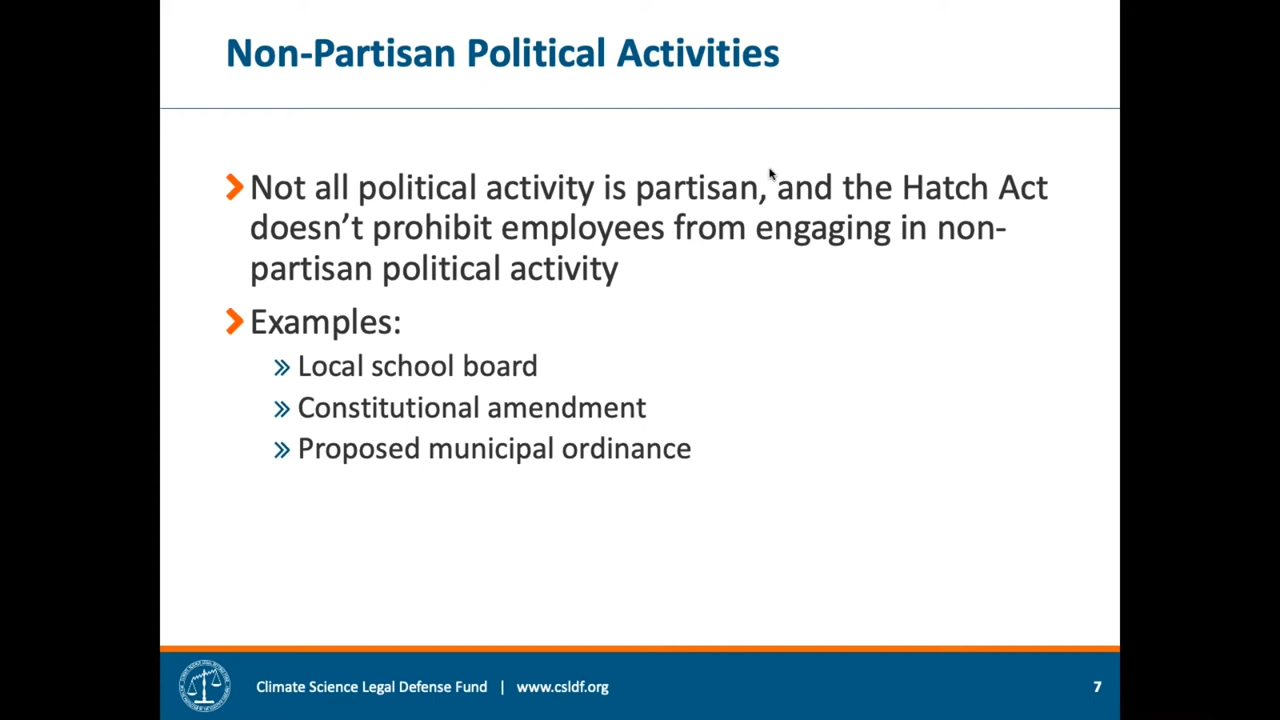 Non-Partisan Political Activities
Not all political activity is partisan, and the Hatch Act
doesn't prohibit employees from engaging in non-
partisan political activity
Examples:
Local school board
Constitutional amendment
Proposed municipal ordinance
Climate Science Legal Defense Fund | www.csldf.org
7